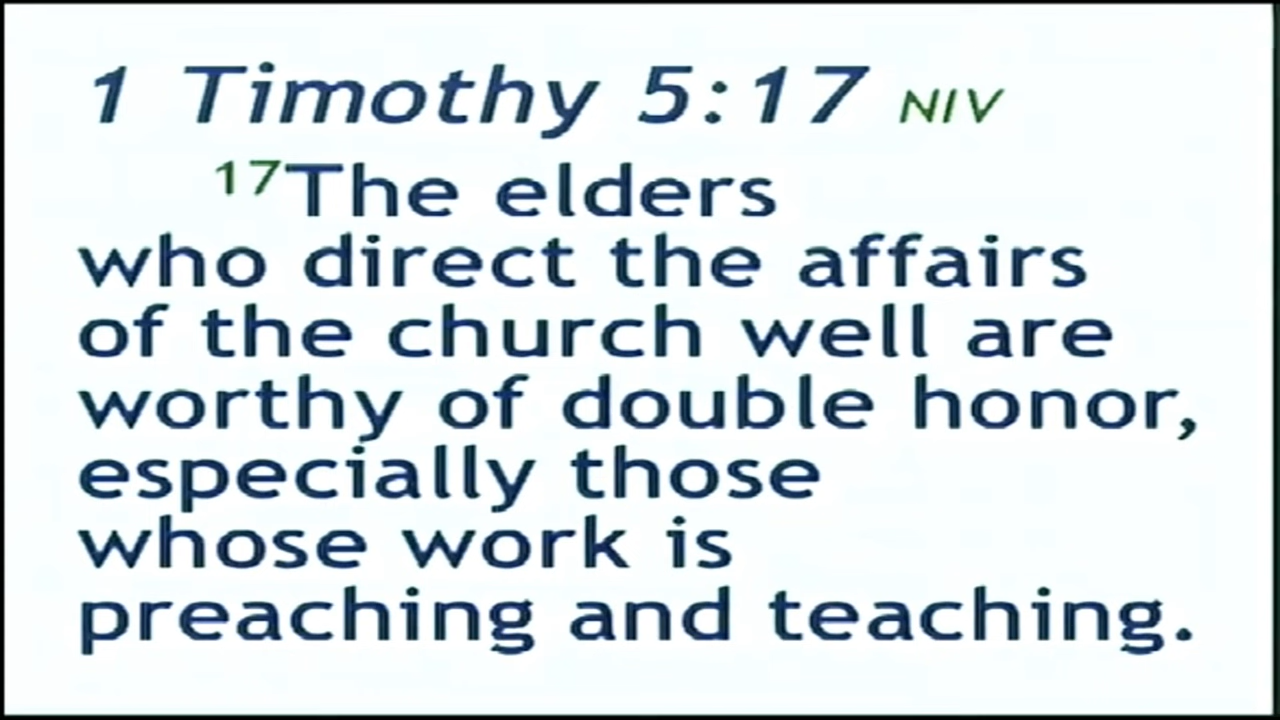 1 Timothy 5:17 NIV
17The elders
who direct the affairs
of the church well are
worthy of double honor,
especially those
whose work is
preaching and teaching.